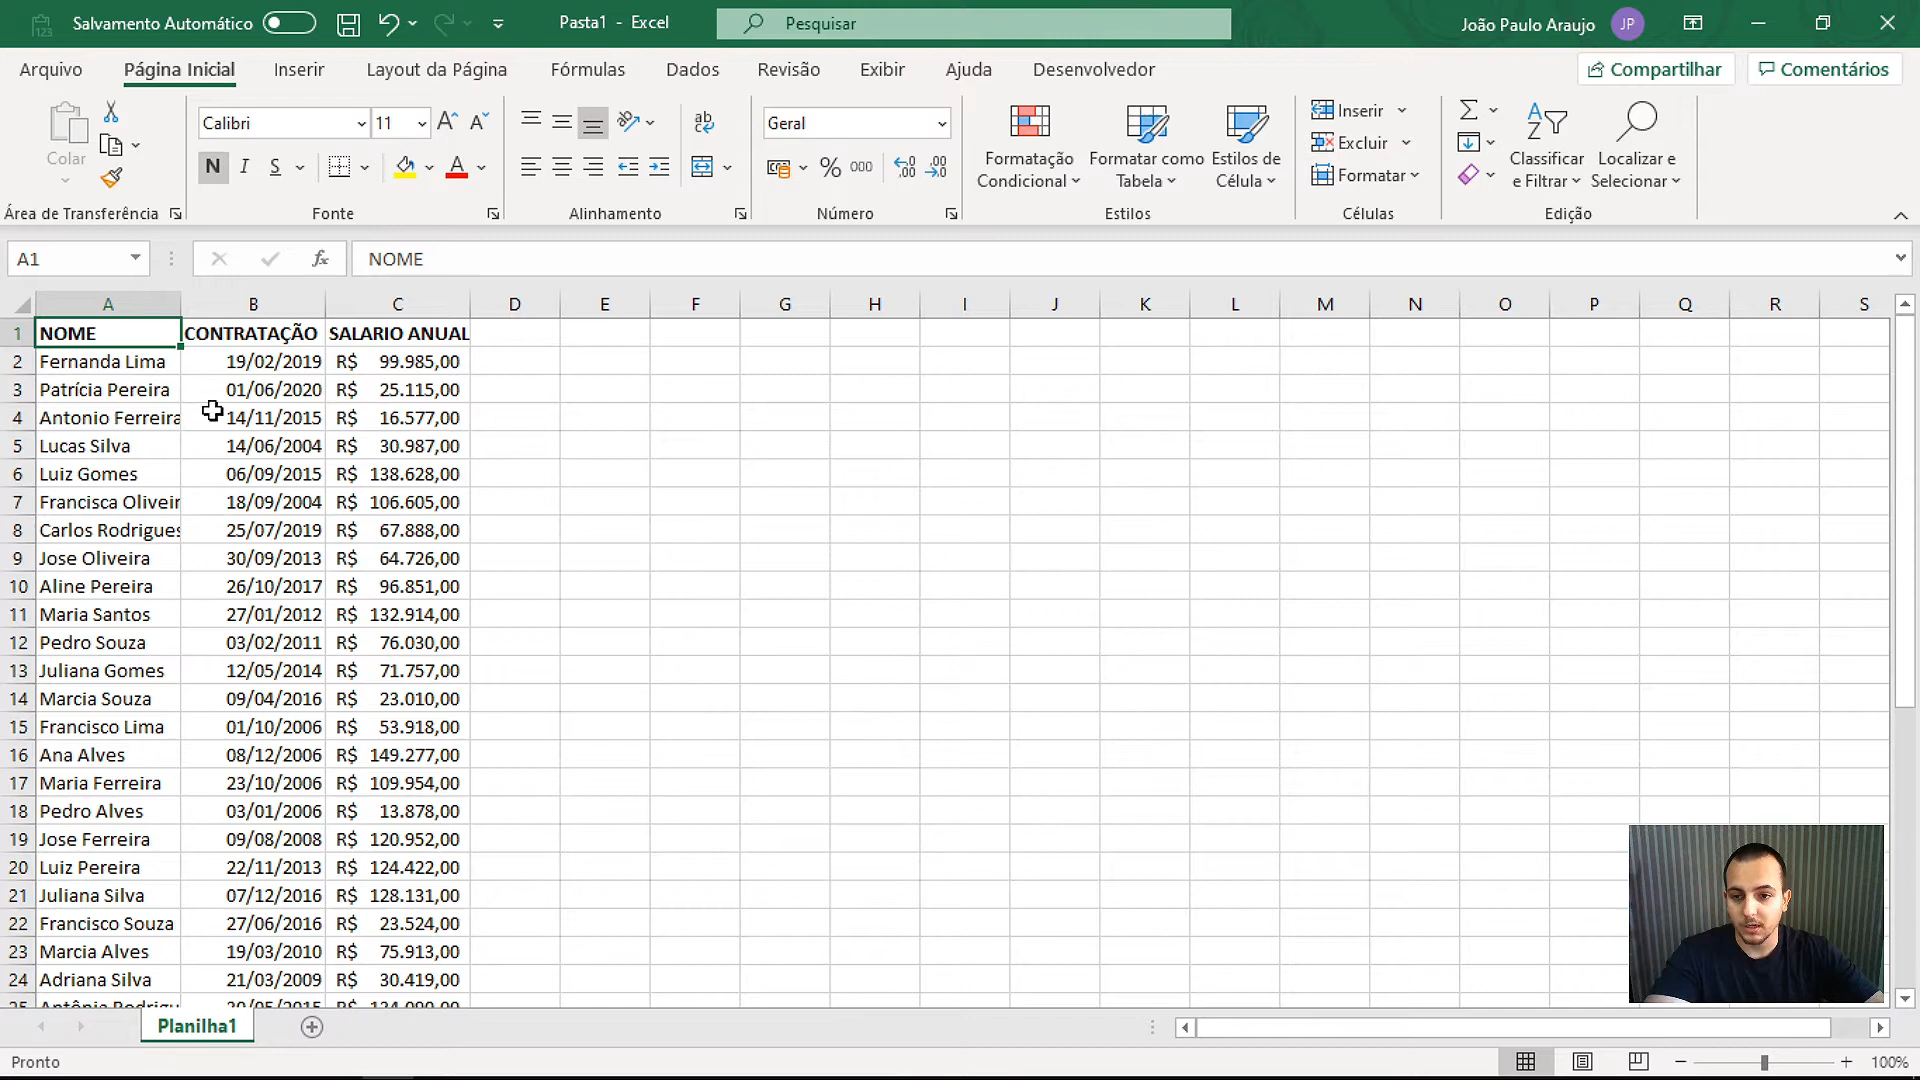 Salvamento Automático
Pasta1 - Excel
Pesquisar
João Paulo Araujo
JP
Arquivo
Página Inicial
Inserir
Layout da Página
Fórmulas
Dados
Revisão
Exibir
Ajuda
Desenvolvedor
Compartilhar
Comentários
Colar
Área de Transferência
Calibri
11
N I S
Fonte
ab
Alinhamento
Geral
% 000
Número
Formatação Condicional
Formatar como Tabela
Estilos de Célula
Estilos
Inserir
Excluir
Formatar
Células
Classificar e Filtrar
Localizar e Selecionar
Edição
A1
fx
NOME
A B C D E F G H I J K L M N O P Q R S
1 NOME CONTRATAÇÃO SALARIO ANUAL
2 Fernanda Lima 19/02/2019 R$ 99.985,00
3 Patrícia Pereira 01/06/2020 R$ 25.115,00
4 Antonio Ferreira 14/11/2015 R$ 16.577,00
5 Lucas Silva 14/06/2004 R$ 30.987,00
6 Luiz Gomes 06/09/2015 R$ 138.628,00
7 Francisca Oliveir 18/09/2004 R$ 106.605,00
8 Carlos Rodrigues 25/07/2019 R$ 67.888,00
9 Jose Oliveira 30/09/2013 R$ 64.726,00
10 Aline Pereira 26/10/2017 R$ 96.851,00
11 Maria Santos 27/01/2012 R$ 132.914,00
12 Pedro Souza 03/02/2011 R$ 76.030,00
13 Juliana Gomes 12/05/2014 R$ 71.757,00
14 Marcia Souza 09/04/2016 R$ 23.010,00
15 Francisco Lima 01/10/2006 R$ 53.918,00
16 Ana Alves 08/12/2006 R$ 149.277,00
17 Maria Ferreira 23/10/2006 R$ 109.954,00
18 Pedro Alves 03/01/2006 R$ 13.878,00
19 Jose Ferreira 09/08/2008 R$ 120.952,00
20 Luiz Pereira 22/11/2013 R$ 124.422,00
21 Juliana Silva 07/12/2016 R$ 128.131,00
22 Francisco Souza 27/06/2016 R$ 23.524,00
23 Marcia Alves 19/03/2010 R$ 75.913,00
24 Adriana Silva 21/03/2009 R$ 30.419,00
Planilha1
Pronto
100%